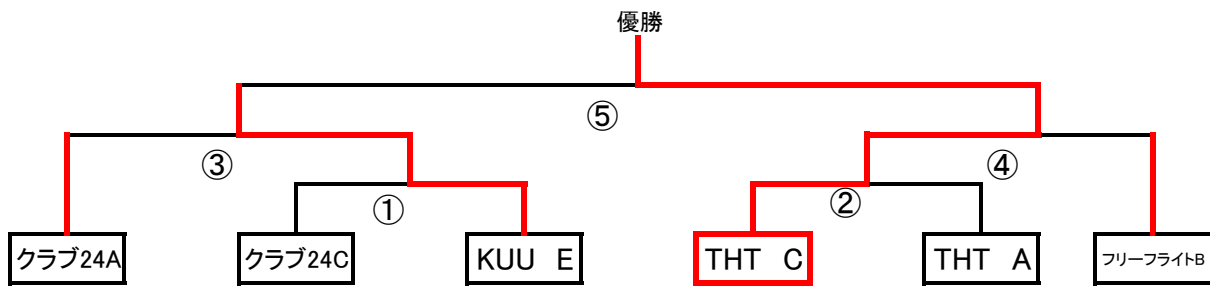 優勝
⑤
③
④
①
②
クラブ24A
クラブ24C
KUU E
THT C
THT A
フリーフライトB